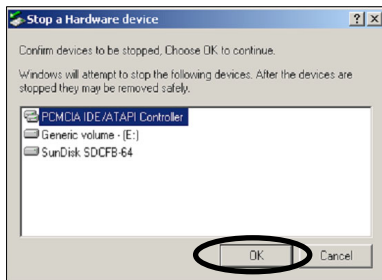 Stop a Hardware device
Confirm devices to be stopped, Choose OK to continue.
Windows will attempt to stop the following devices. After the devices are
stopped they may be removed safely.
PCMCIA IDE/ATAPI Controller
Generic volume - (E:)
SunDisk SDCFB-64
OK
Cancel